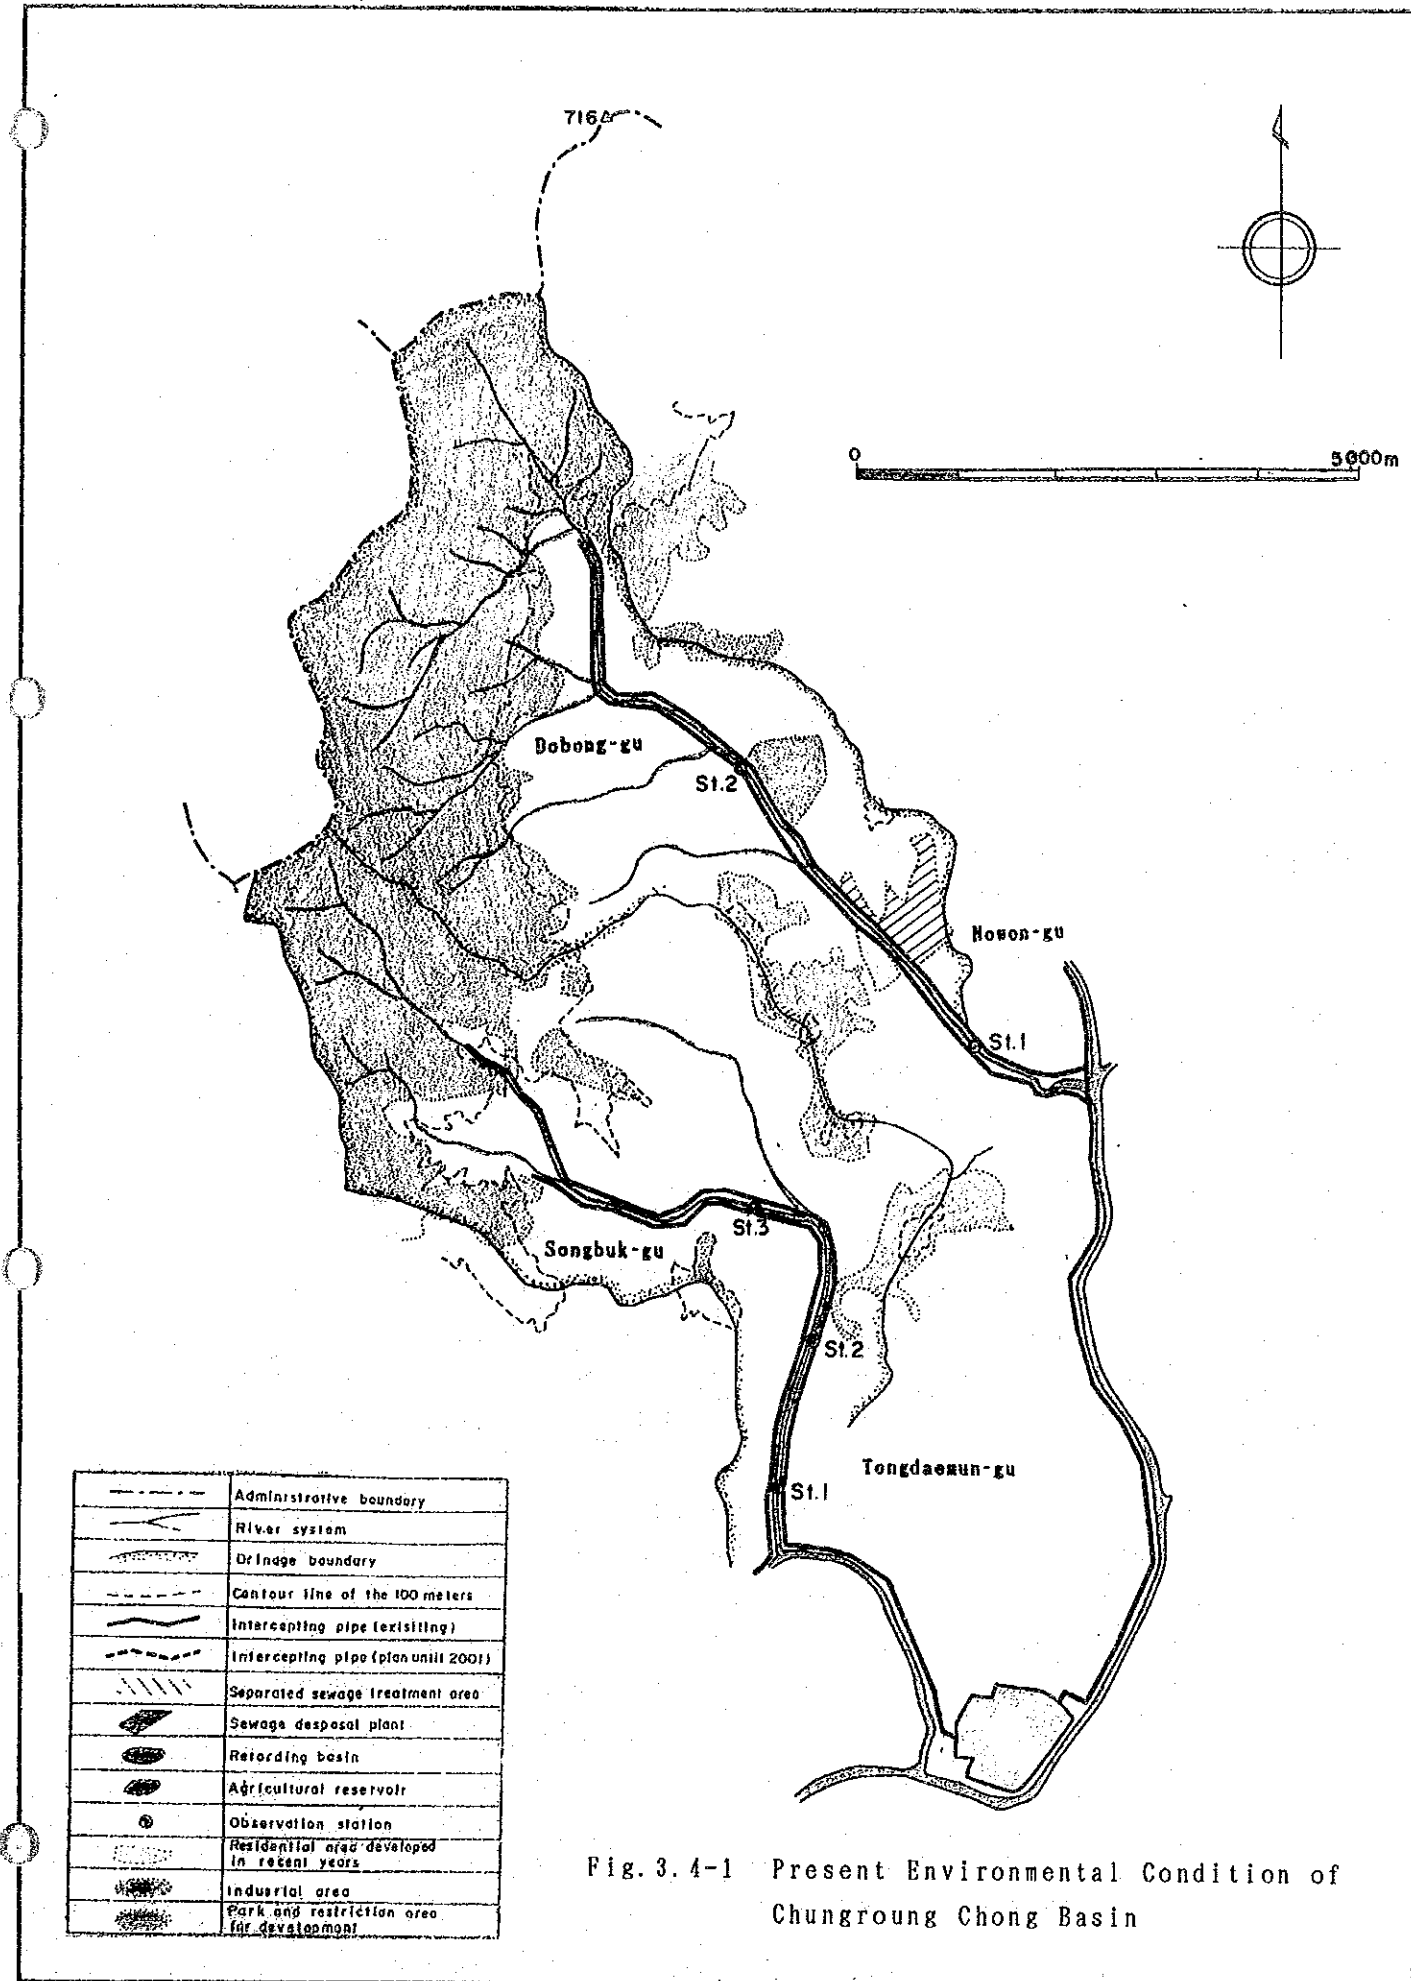 716
0 5000m
Dobong-gu
St.2
Nowon-gu
St.1
St.3
Songbuk-gu
St.2
Tongdaemun-gu
St.1
Administrative boundary
River system
Drinage boundary
Contour line of the 100 meters
Intercepting pipe (exisiting)
Intercepting pipe (plan untill 2001)
Separated sewage treatment area
Sewage desposal plant
Retarding basin
Agricultural reservoir
Observation station
Residential area developed
in recent years
Industrial area
Park and restriction area
for development
Fig. 3. 4-1 Present Environmental Condition of
Chungroung Chong Basin